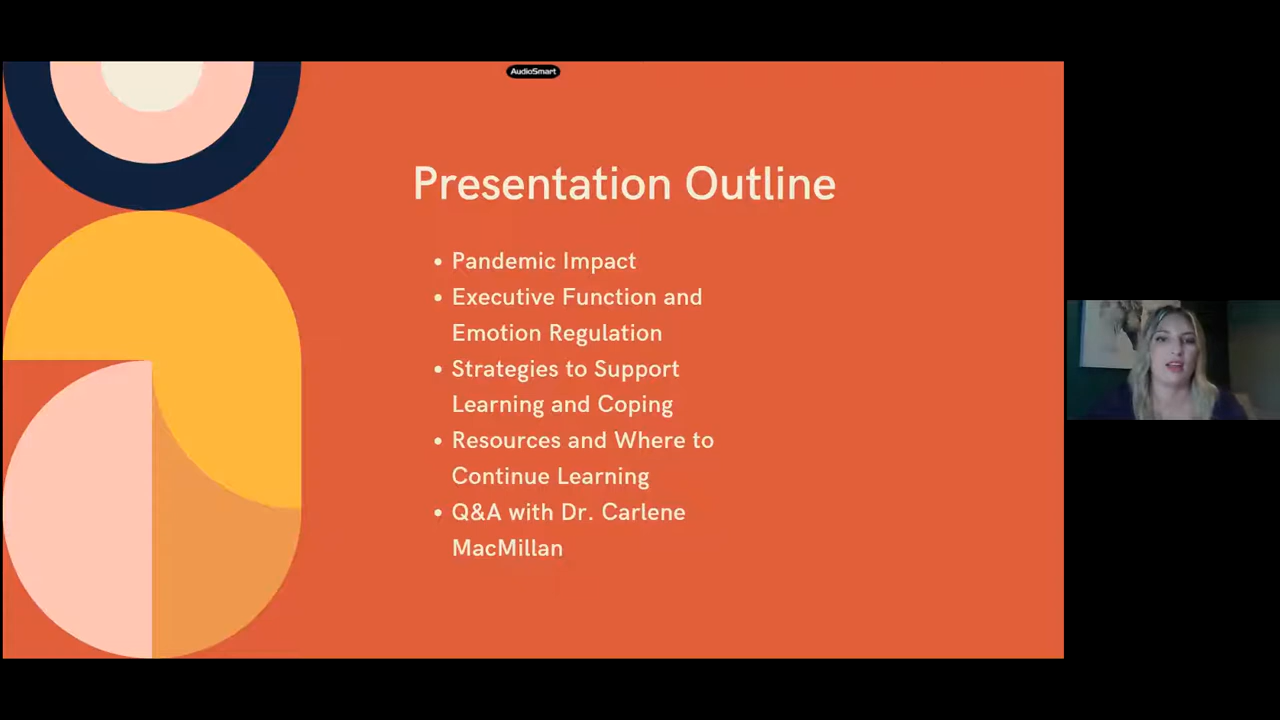 AudioSmart
Presentation Outline
• Pandemic Impact
• Executive Function and
Emotion Regulation
• Strategies to Support
Learning and Coping
• Resources and Where to
Continue Learning
• Q&A with Dr. Carlene
MacMillan